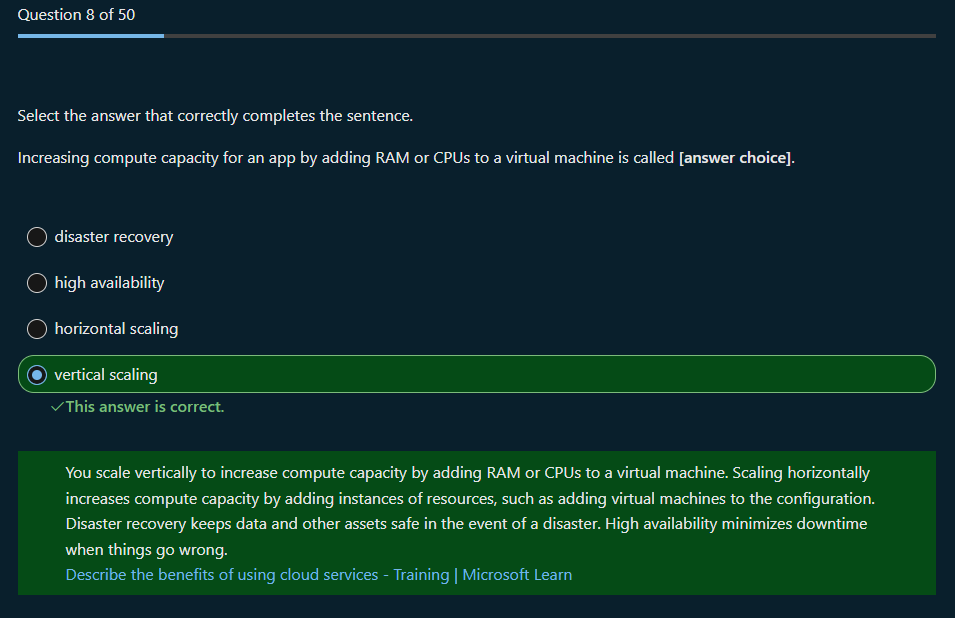 Question 8 of 50
Select the answer that correctly completes the sentence.
Increasing compute capacity for an app by adding RAM or CPUs to a virtual machine is called [answer choice].
disaster recovery
high availability
horizontal scaling
vertical scaling
✓This answer is correct.
You scale vertically to increase compute capacity by adding RAM or CPUs to a virtual machine. Scaling horizontally
increases compute capacity by adding instances of resources, such as adding virtual machines to the configuration.
Disaster recovery keeps data and other assets safe in the event of a disaster. High availability minimizes downtime
when things go wrong.
Describe the benefits of using cloud services - Training | Microsoft Learn